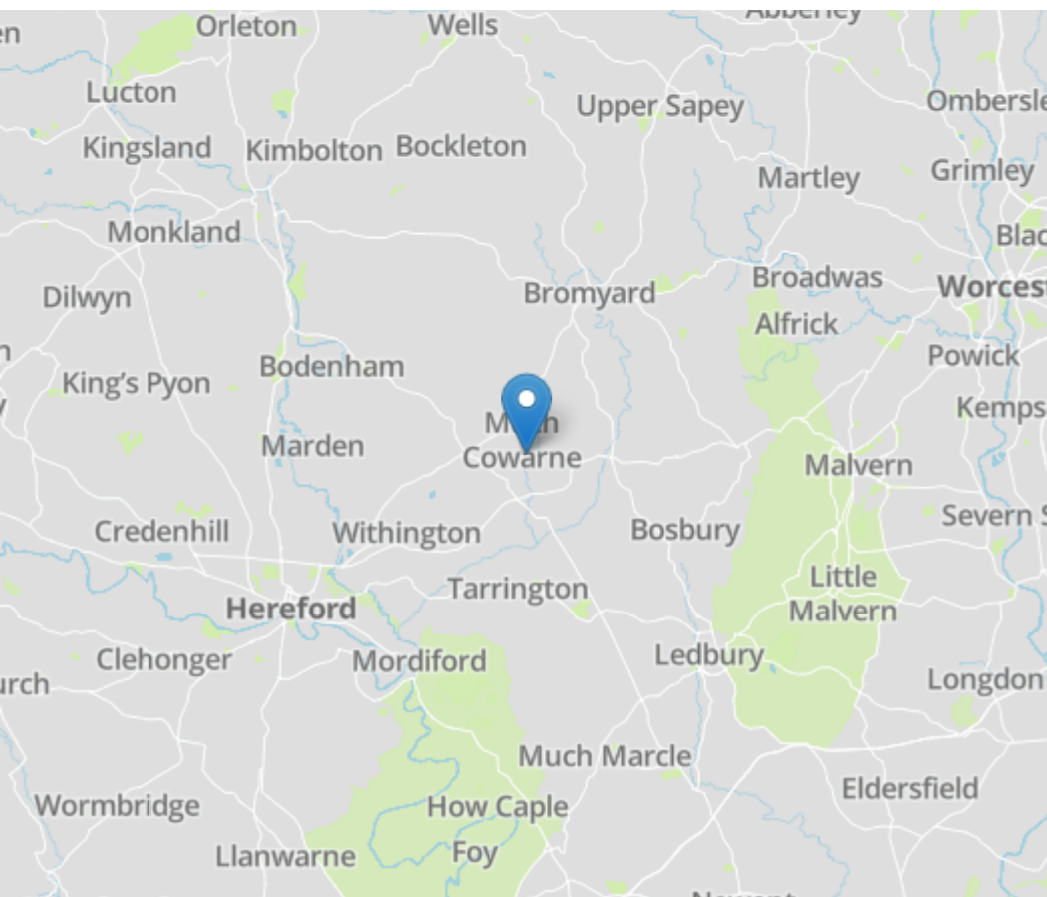 Orleton
Wells
Lucton
Upper Sapey
Kingsland
Kimbolton
Bockleton
Martley
Grimley
Monkland
Dilwyn
Bromyard
Broadwas
Alfrick
Bodenham
Powick
King's Pyon
Marden
Cowarne
Malvern
Credenhill
Withington
Bosbury
Tarrington
Little
Malvern
Hereford
Clehonger
Mordiford
Ledbury
Longdon
Much Marcle
Eldersfield
Wormbridge
How Caple
Llanwarne
Foy